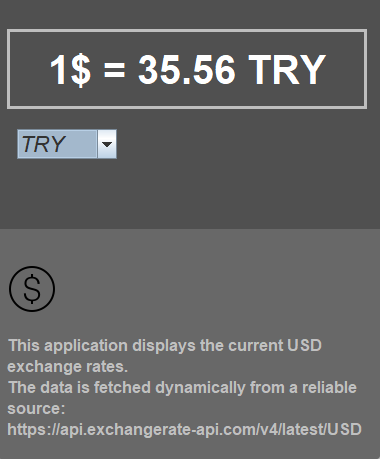 1$ = 35.56 TRY
TRY
$
This application displays the current USD
exchange rates.
The data is fetched dynamically from a reliable
source:
https://api.exchangerate-api.com/v4/latest/USD